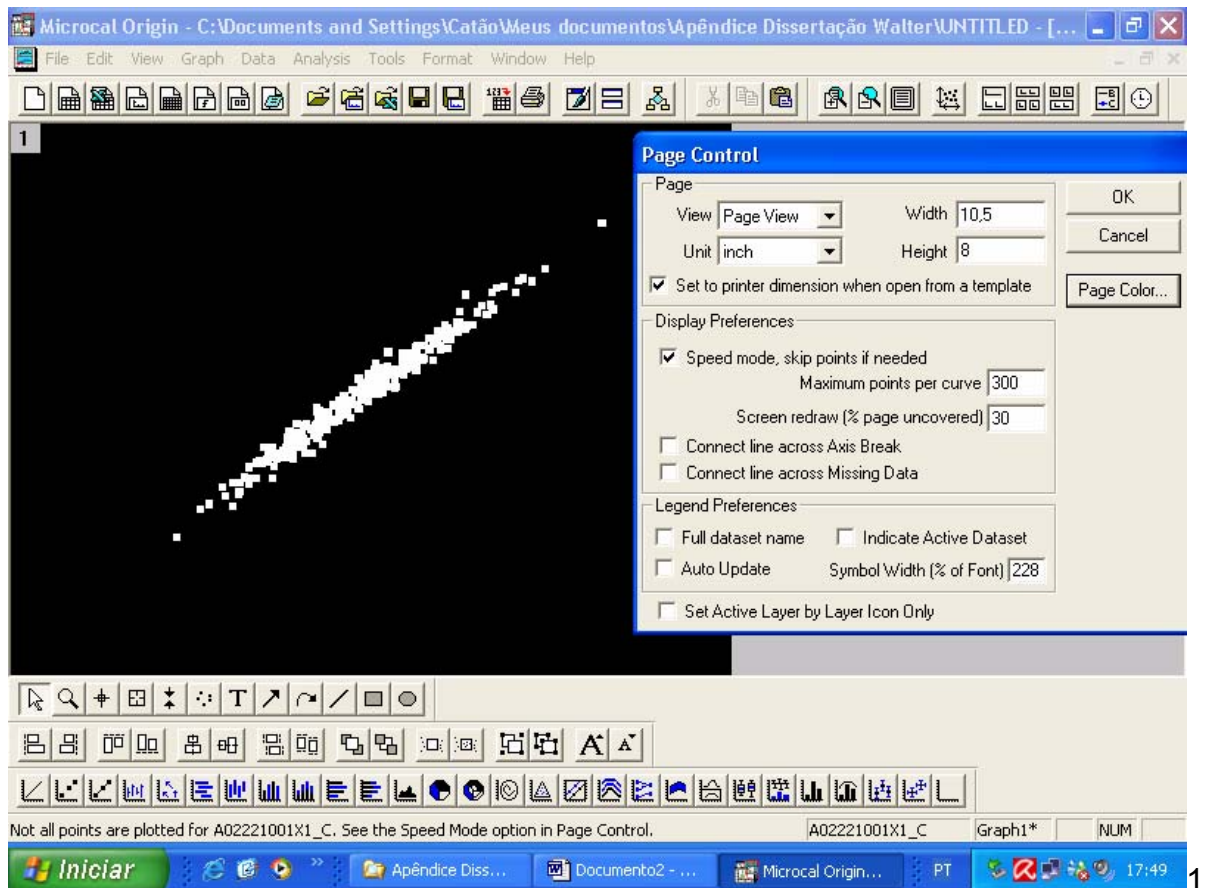 Microcal Origin - C:\Documents and Settings\Catão\Meus documentos\Apêndice Dissertação Walter\UNTITLED - [...
File Edit View Graph Data Analysis Tools Format Window Help
1
Page Control
Page
View Page View Width 10,5
OK
Unit inch Height 8
Cancel
Set to printer dimension when open from a template
Page Color...
Display Preferences
Speed mode, skip points if needed
Maximum points per curve 300
Screen redraw (% page uncovered) 30
Connect line across Axis Break
Connect line across Missing Data
Legend Preferences
Full dataset name Indicate Active Dataset
Auto Update Symbol Width (% of Font) 228
Set Active Layer by Layer Icon Only
Not all points are plotted for A02221001X1_C. See the Speed Mode option in Page Control. A02221001X1_C Graph1* NUM
Iniciar Apêndice Diss... Documento2 - ... Microcal Origin... PT 17:49
1